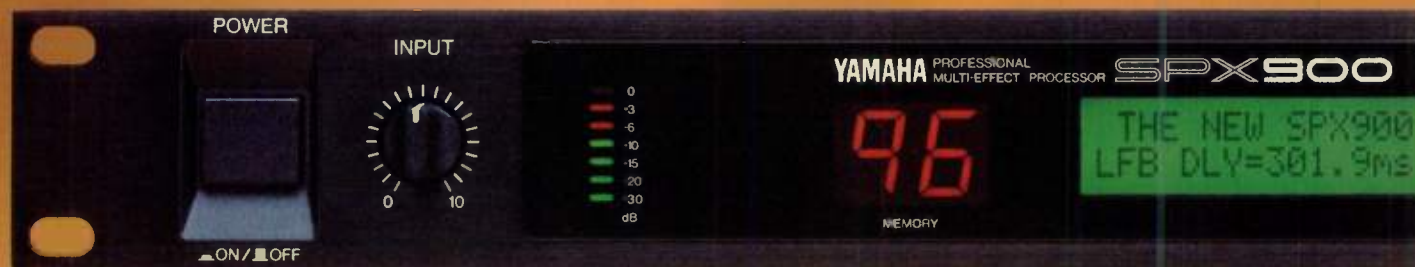 POWER
▂ON/▇OFF
INPUT
0
10
0
-3
-6
-10
-15
-20
-30
dB
YAMAHA PROFESSIONAL
MULTI-EFFECT PROCESSOR SPX900
96
MEMORY
THE NEW SPX900
LFB DLY=301.9ms